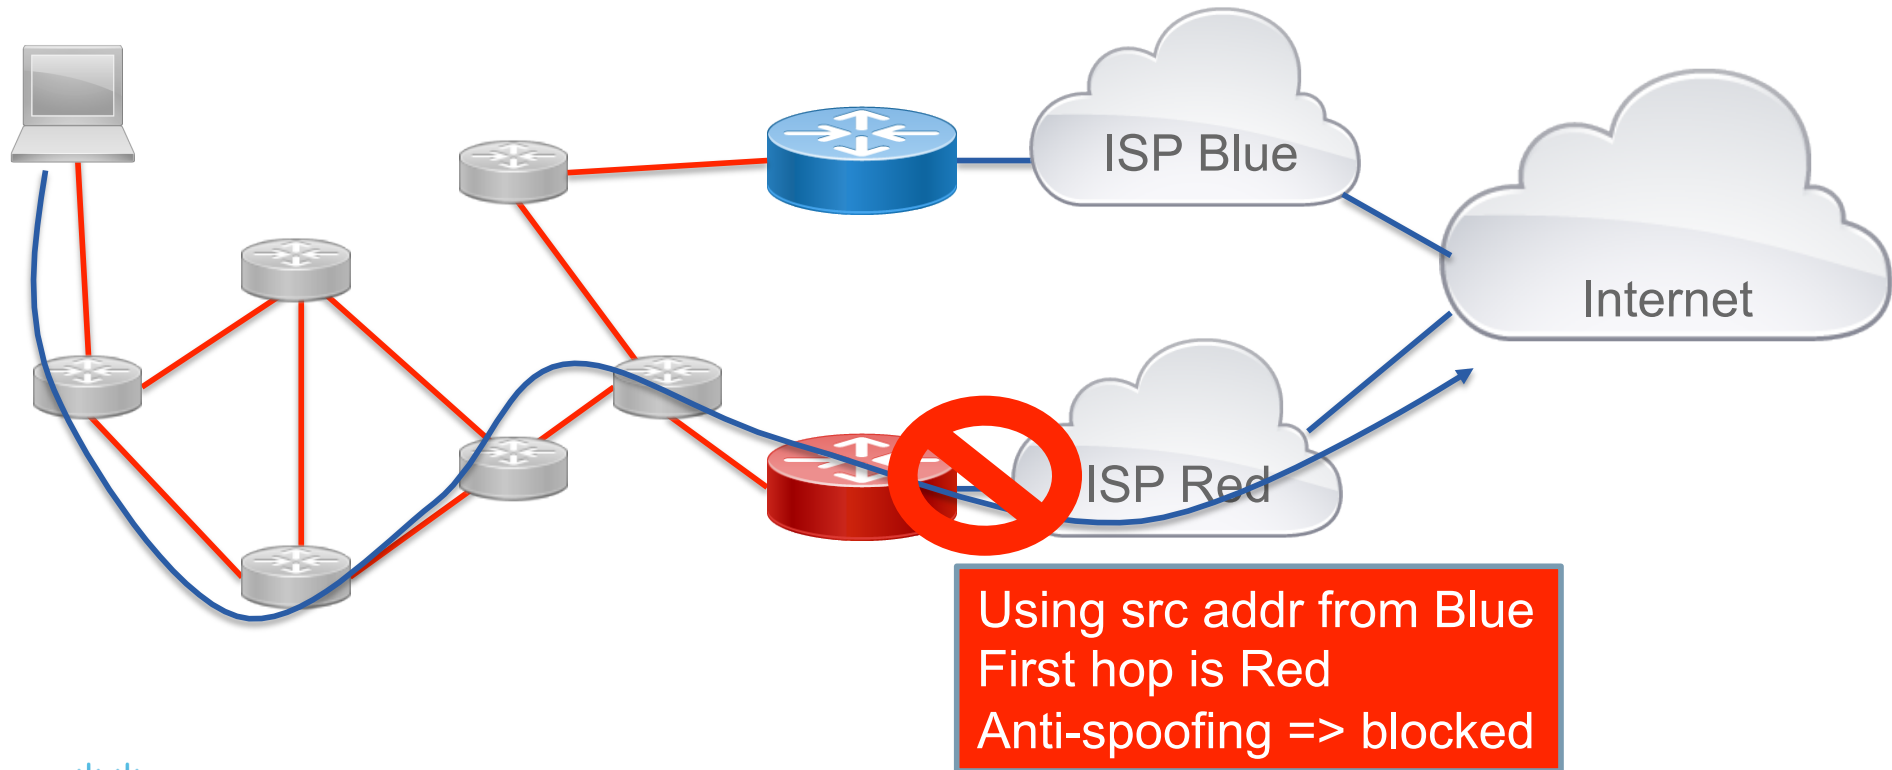 ISP Blue
Internet
ISP Red
Using src addr from Blue
First hop is Red
Anti-spoofing => blocked